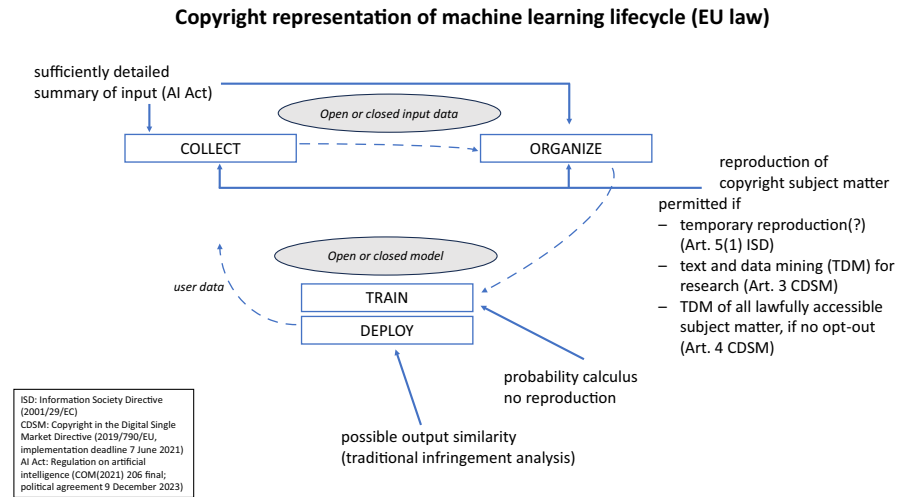 Copyright representation of machine learning lifecycle (EU law)
sufficiently detailed
summary of input (AI Act)
Open or closed input data
COLLECT
ORGANIZE
reproduction of
copyright subject matter
permitted if
– temporary reproduction(?)
(Art. 5(1) ISD)
– text and data mining (TDM) for
research (Art. 3 CDSM)
– TDM of all lawfully accessible
subject matter, if no opt-out
(Art. 4 CDSM)
Open or closed model
user data
TRAIN
DEPLOY
probability calculus
no reproduction
possible output similarity
(traditional infringement analysis)
ISD: Information Society Directive
(2001/29/EC)
CDSM: Copyright in the Digital Single
Market Directive (2019/790/EU,
implementation deadline 7 June 2021)
AI Act: Regulation on artificial
intelligence (COM(2021) 206 final;
political agreement 9 December 2023)